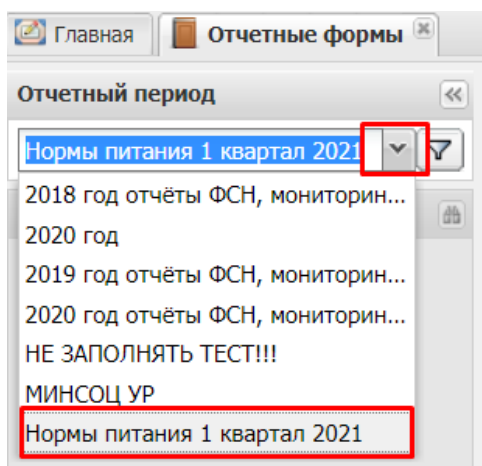 Главная Отчетные формы
Отчетный период
Нормы питания 1 квартал 2021
2018 год отчёты ФСН, мониторин...
2020 год
2019 год отчёты ФСН, мониторин...
2020 год отчёты ФСН, мониторин...
НЕ ЗАПОЛНЯТЬ ТЕСТ!!!
МИНСОЦ УР
Нормы питания 1 квартал 2021